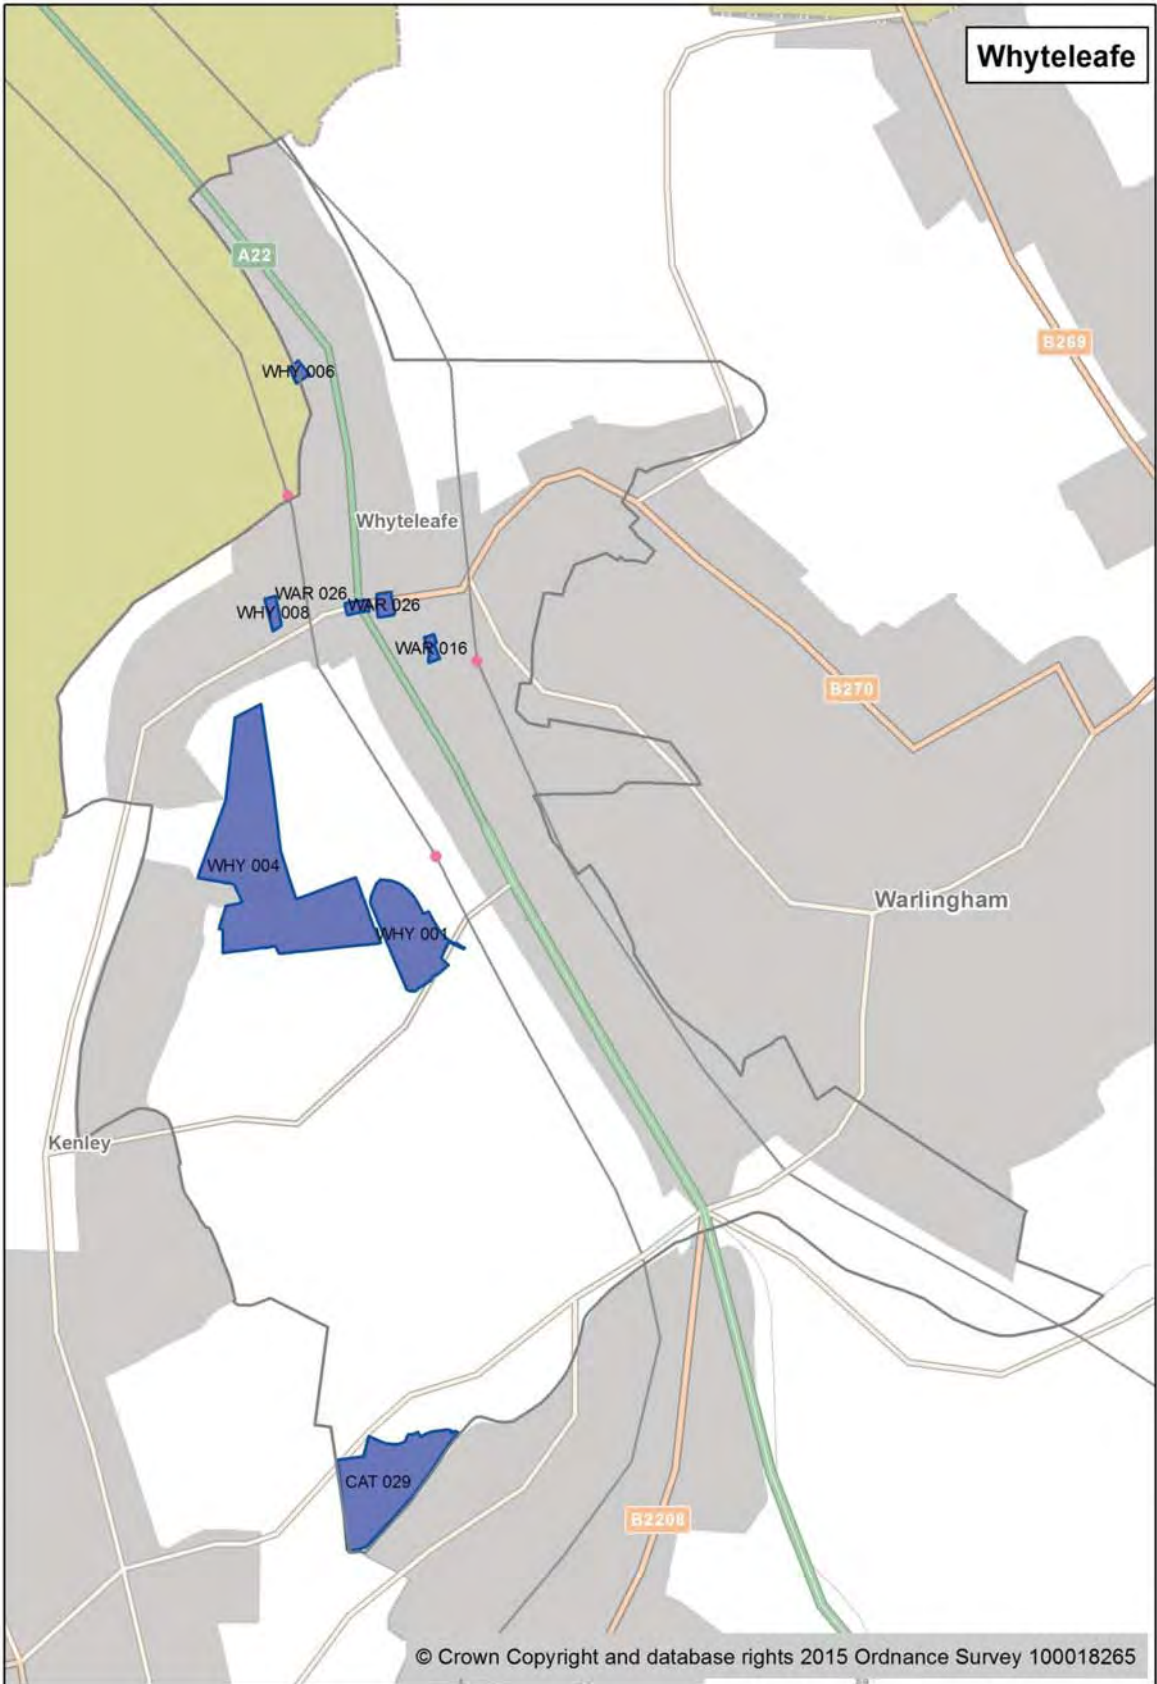 Whyteleafe
A22
B269
WHY 006
Whyteleafe
WAR 026
WHY 008
WAR 026
WAR 016
B270
WHY 004
Warlingham
WHY 001
Kenley
CAT 029
B2208
© Crown Copyright and database rights 2015 Ordnance Survey 100018265